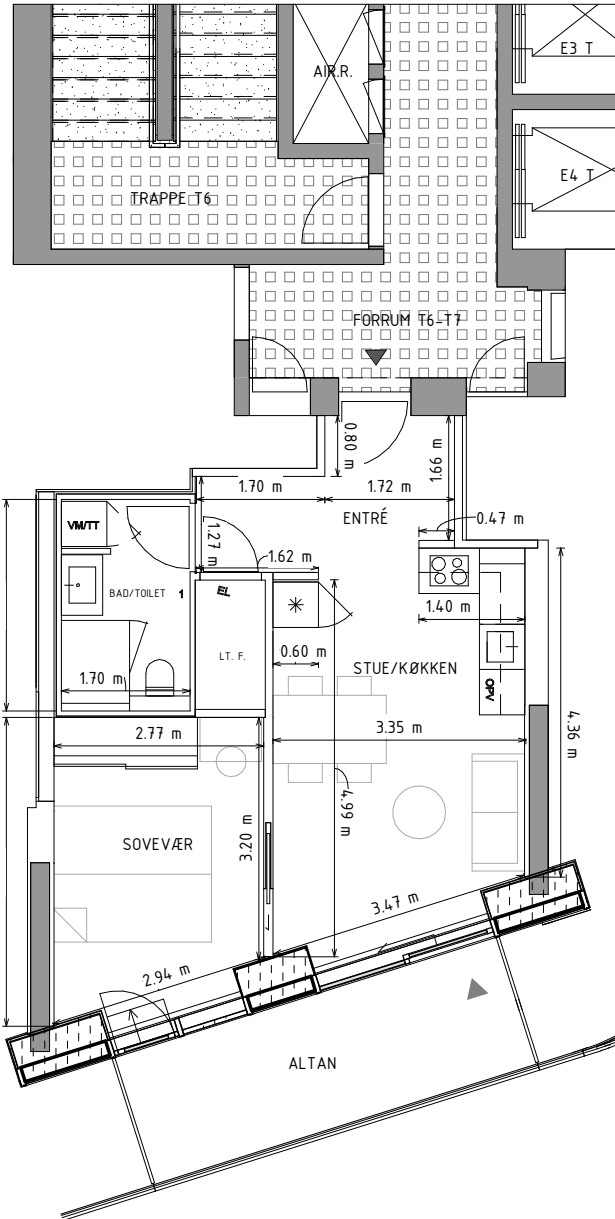 E3 T
AIR.R.
E4 T
TRAPPE T6
FORRUM T6-T7
0.80 m
1.66 m
1.70 m
1.72 m
ENTRÉ
0.47 m
VM/TT
1.27 m
1.62 m
BAD/TOILET 1
EL
1.40 m
LT. F.
0.60 m
STUE/KØKKEN
1.70 m
OPV
2.77 m
3.35 m
4.36 m
4.99 m
3.20 m
SOVEVÆR
3.47 m
2.94 m
ALTAN